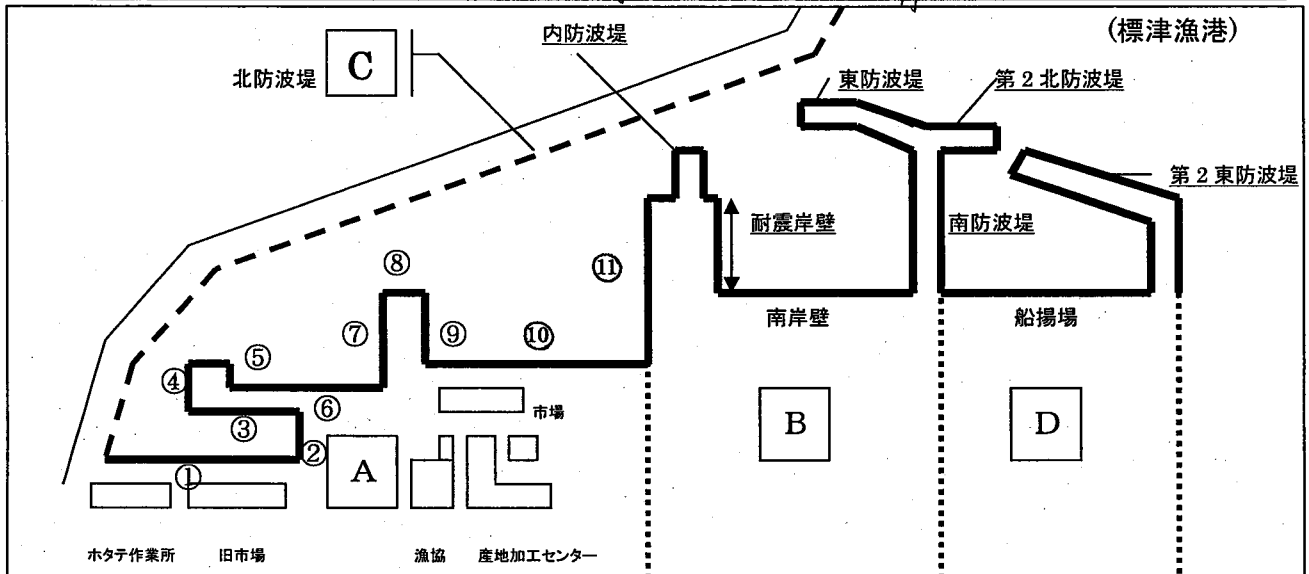 (標津漁港)
内防波堤
北防波堤
C
東防波堤
第2北防波堤
第2東防波堤
耐震岸壁
南防波堤
⑧
⑪
南岸壁
船揚場
⑦
⑨
⑩
⑤
④
⑥
③
②
①
市場
A
B
D
ホタテ作業所
旧市場
漁協
産地加工センター